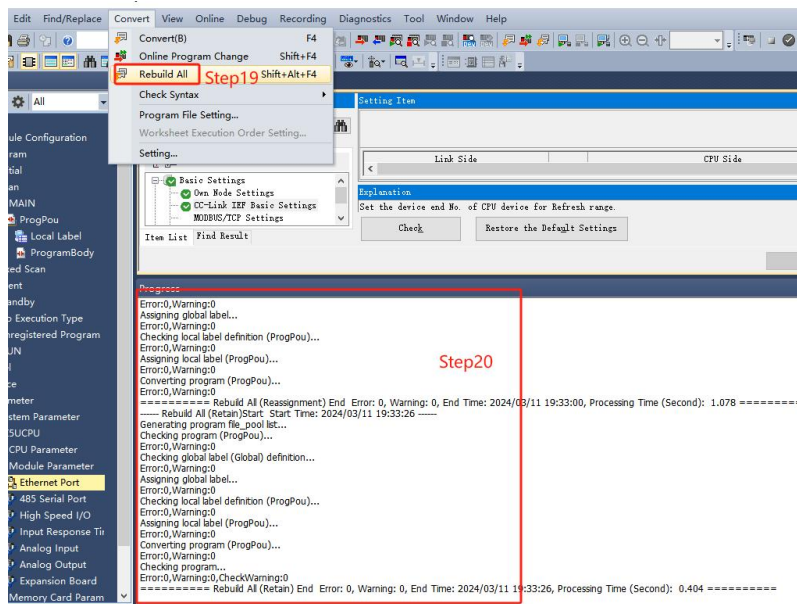 Edit Find/Replace Convert View Online Debug Recording Diagnostics Tool Window Help
Convert(B) F4
Online Program Change Shift+F4
Rebuild All Step19 Shift+Alt+F4
Check Syntax
Program File Setting...
Worksheet Execution Order Setting...
Setting...
All
Setting Item
ule Configuration
ram
tial
an
MAIN
ProgPou
Local Label
ProgramBody
ked Scan
ent
andby
o Execution Type
nregistered Program
UN
l
ce
meter
stem Parameter
5UCPU
CPU Parameter
Module Parameter
Ethernet Port
485 Serial Port
High Speed I/O
Input Response Tir
Analog Input
Analog Output
Expansion Board
Memory Card Param
Basic Settings
Own Node Settings
CC-Link IEF Basic Settings
MODBUS/TCP Settings
Item List Find Result
Link Side CPU Side
Explanation
Set the device end No. of CPU device for Refresh range.
Check Restore the Default Settings
Progress
Error:0,Warning:0
Assigning global label...
Error:0,Warning:0
Checking local label definition (ProgPou)...
Error:0,Warning:0
Assigning local label (ProgPou)...
Error:0,Warning:0
Converting program (ProgPou)...
Error:0,Warning:0
========== Rebuild All (Reassignment) End Error: 0, Warning: 0, End Time: 2024/03/11 19:33:00, Processing Time (Second): 1.078 =========
------ Rebuild All (Retain)Start Start Time: 2024/03/11 19:33:26 ------
Generating program file_pool list...
Checking program (ProgPou)...
Error:0,Warning:0
Checking global label (Global) definition...
Error:0,Warning:0
Assigning global label...
Error:0,Warning:0
Checking local label definition (ProgPou)...
Error:0,Warning:0
Assigning local label (ProgPou)...
Error:0,Warning:0
Converting program (ProgPou)...
Error:0,Warning:0
Checking program...
Error:0,Warning:0,CheckWarning:0
========== Rebuild All (Retain) End Error: 0, Warning: 0, End Time: 2024/03/11 19:33:26, Processing Time (Second): 0.404 ==========
Step20